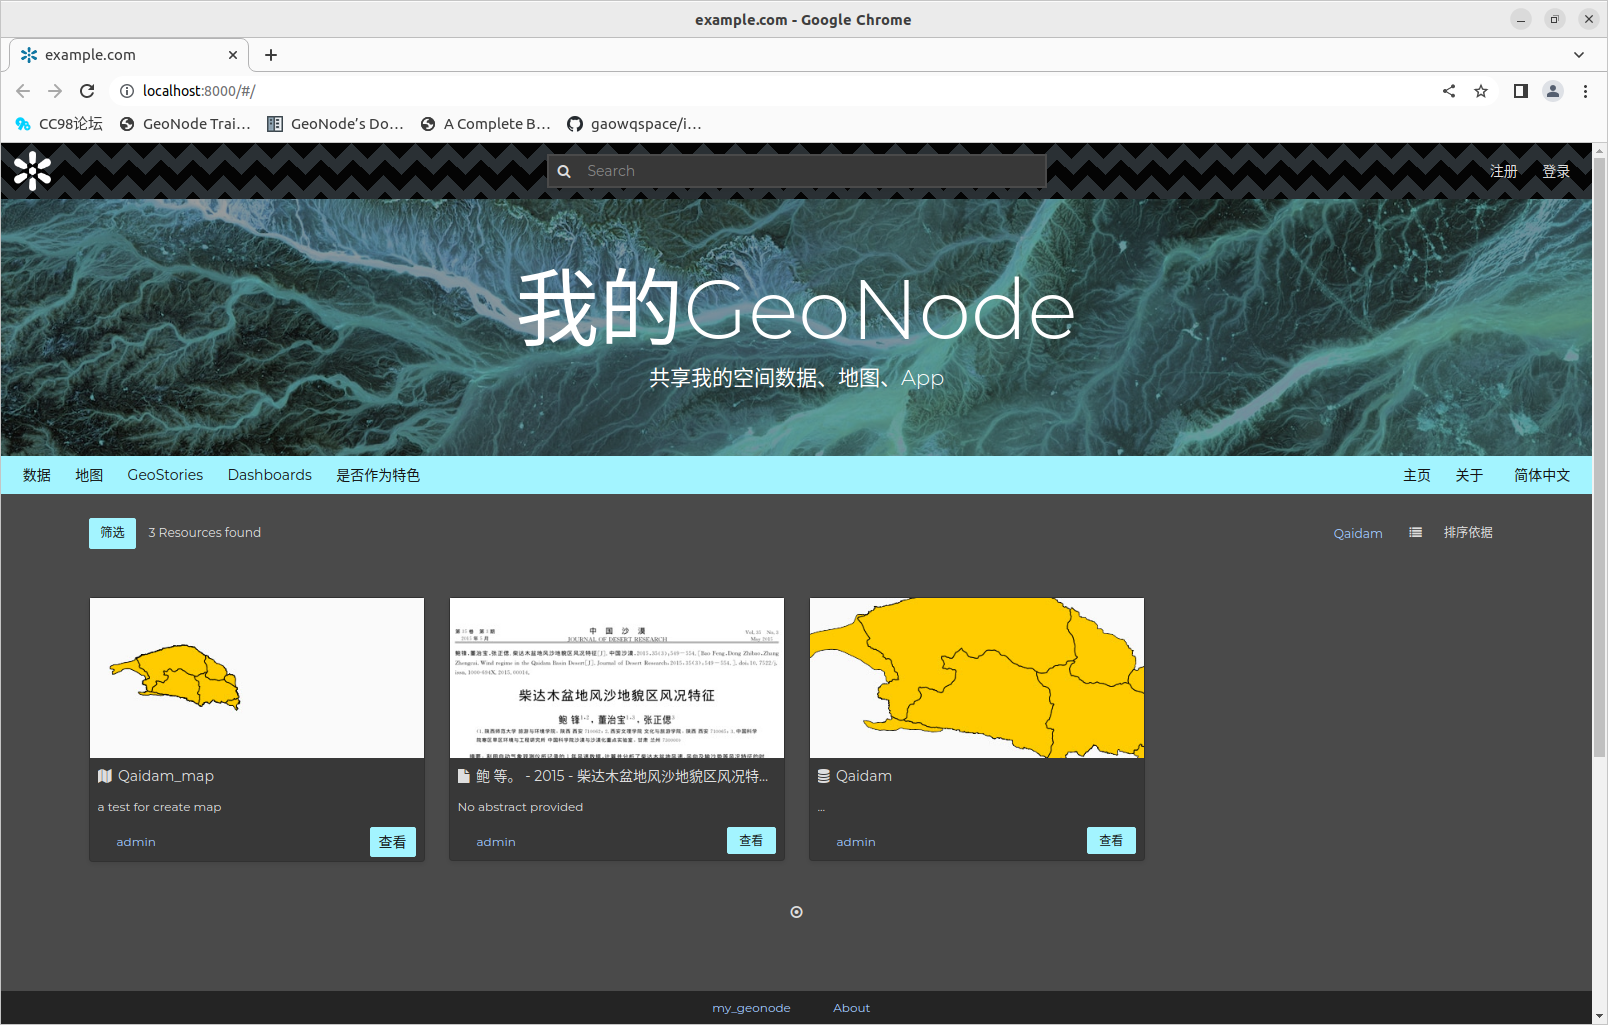 example.com - Google Chrome
example.com
localhost:8000/#/
CC98论坛
GeoNode Trai…
GeoNode’s Do…
A Complete B…
gaowqspace/i…
Search
注册
登录
我的GeoNode
共享我的空间数据、地图、App
数据
地图
GeoStories
Dashboards
是否作为特色
主页
关于
简体中文
筛选
3 Resources found
Qaidam
排序依据
中 国 沙 漠
JOURNAL OF DESERT RESEARCH
柴达木盆地风沙地貌区风况特征
鲍 锋1,2, 董治宝1,3, 张正偲3
Qaidam_map
a test for create map
admin
查看
鲍 等。 - 2015 - 柴达木盆地风沙地貌区风况特...
No abstract provided
admin
查看
Qaidam
...
admin
查看
my_geonode
About